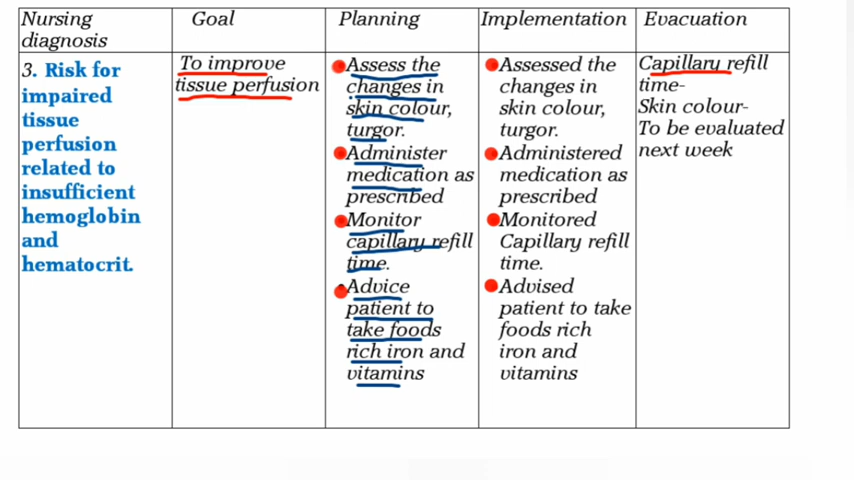 Nursing diagnosis
Goal
Planning
Implementation
Evacuation
3. Risk for
impaired
tissue
perfusion
related to
insufficient
hemoglobin
and
hematocrit.
To improve
tissue perfusion
Assess the
changes in
skin colour,
turgor.
Administer
medication as
prescribed
Monitor
capillary refill
time.
Advice
patient to
take foods
rich iron and
vitamins
Assessed the
changes in
skin colour,
turgor.
Administered
medication as
prescribed
Monitored
Capillary refill
time.
Advised
patient to take
foods rich
iron and
vitamins
Capillary refill
time-
Skin colour-
To be evaluated
next week